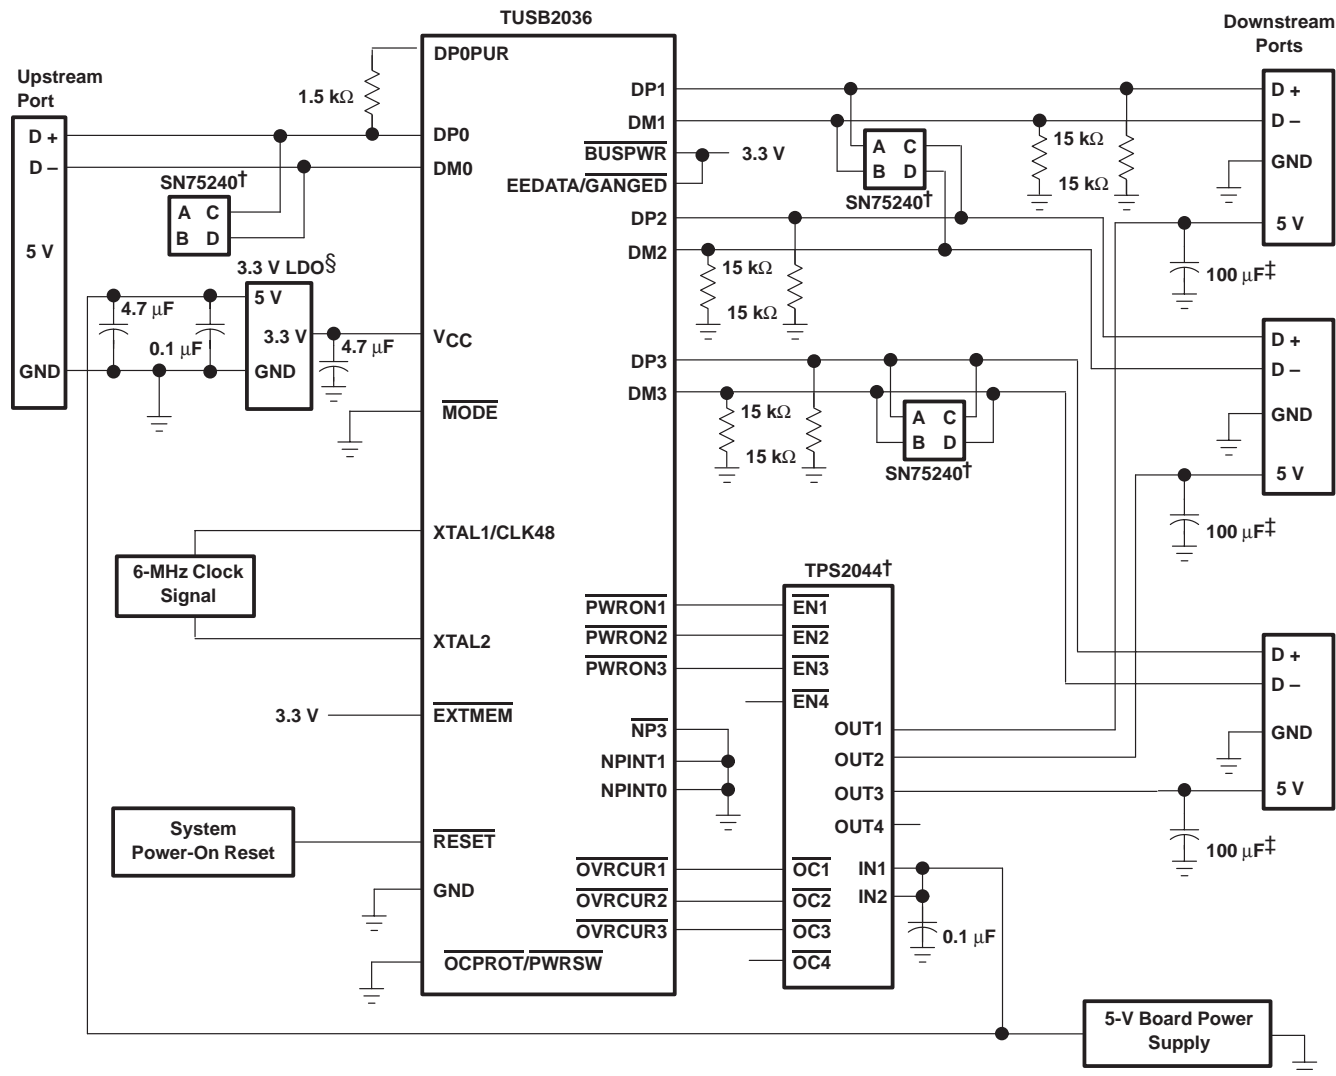 TUSB2036
Downstream
Ports
Upstream
Port
D +
D –
5 V
GND
1.5 kΩ
SN75240†
A C
B D
3.3 V LDO§
5 V
3.3 V
GND
4.7 µF
0.1 µF
4.7 µF
DP0PUR
DP0
DM0
VCC
MODE
XTAL1/CLK48
XTAL2
EXTMEM
RESET
GND
OCPROT/PWRSW
6-MHz Clock
Signal
3.3 V
System
Power-On Reset
DP1
DM1
BUSPWR
EEDATA/GANGED
DP2
DM2
DP3
DM3
PWRON1
PWRON2
PWRON3
NP3
NPINT1
NPINT0
OVRCUR1
OVRCUR2
OVRCUR3
3.3 V
A C
B D
SN75240†
15 kΩ
15 kΩ
15 kΩ
15 kΩ
15 kΩ
15 kΩ
A C
B D
SN75240†
TPS2044†
EN1
EN2
EN3
EN4
OUT1
OUT2
OUT3
OUT4
OC1
OC2
OC3
OC4
IN1
IN2
0.1 µF
D +
D –
GND
5 V
100 µF‡
D +
D –
GND
5 V
100 µF‡
D +
D –
GND
5 V
100 µF‡
5-V Board Power
Supply